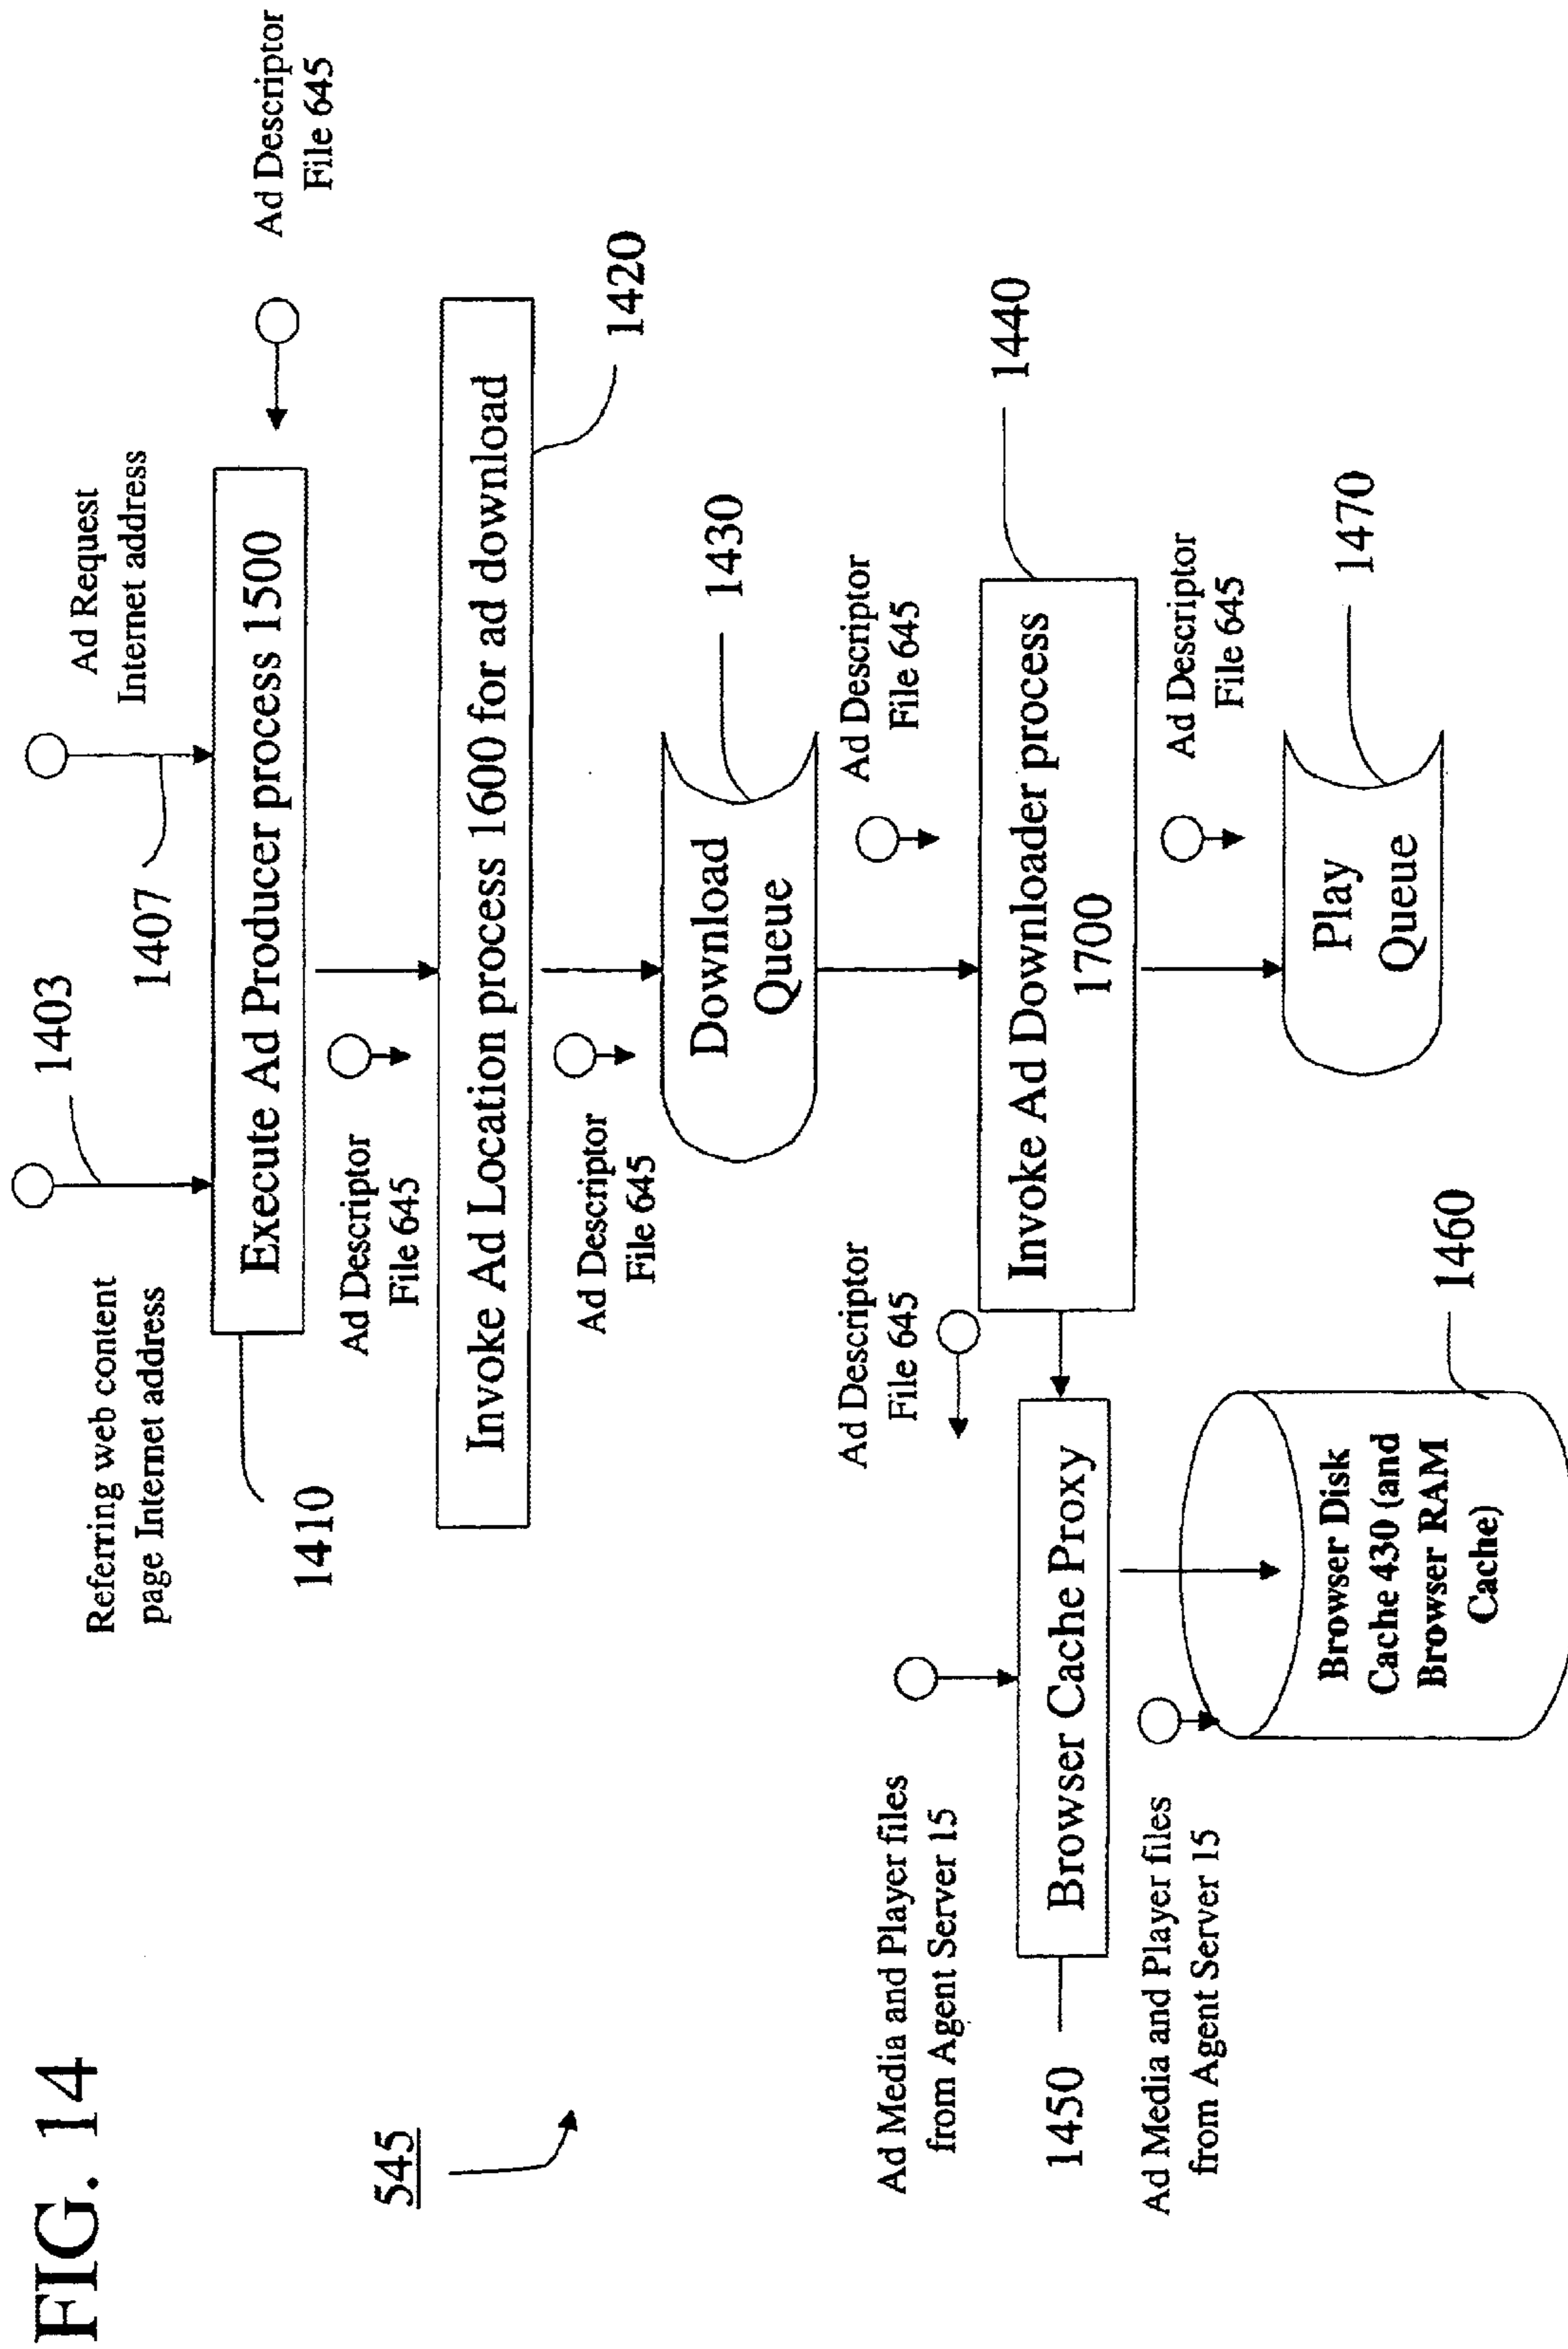 FIG. 14
545
Referring web content
page Internet address
1403
Ad Request
Internet address
1407
1410
Execute Ad Producer process 1500
Ad Descriptor
File 645
Ad Descriptor
File 645
Invoke Ad Location process 1600 for ad download
1420
Ad Descriptor
File 645
Download
Queue
1430
Ad Descriptor
File 645
Ad Descriptor
File 645
Invoke Ad Downloader process
1700
1440
Ad Media and Player files
from Agent Server 15
1450
Browser Cache Proxy
Ad Media and Player files
from Agent Server 15
Browser Disk
Cache 430 (and
Browser RAM
Cache)
1460
Ad Descriptor
File 645
Play
Queue
1470